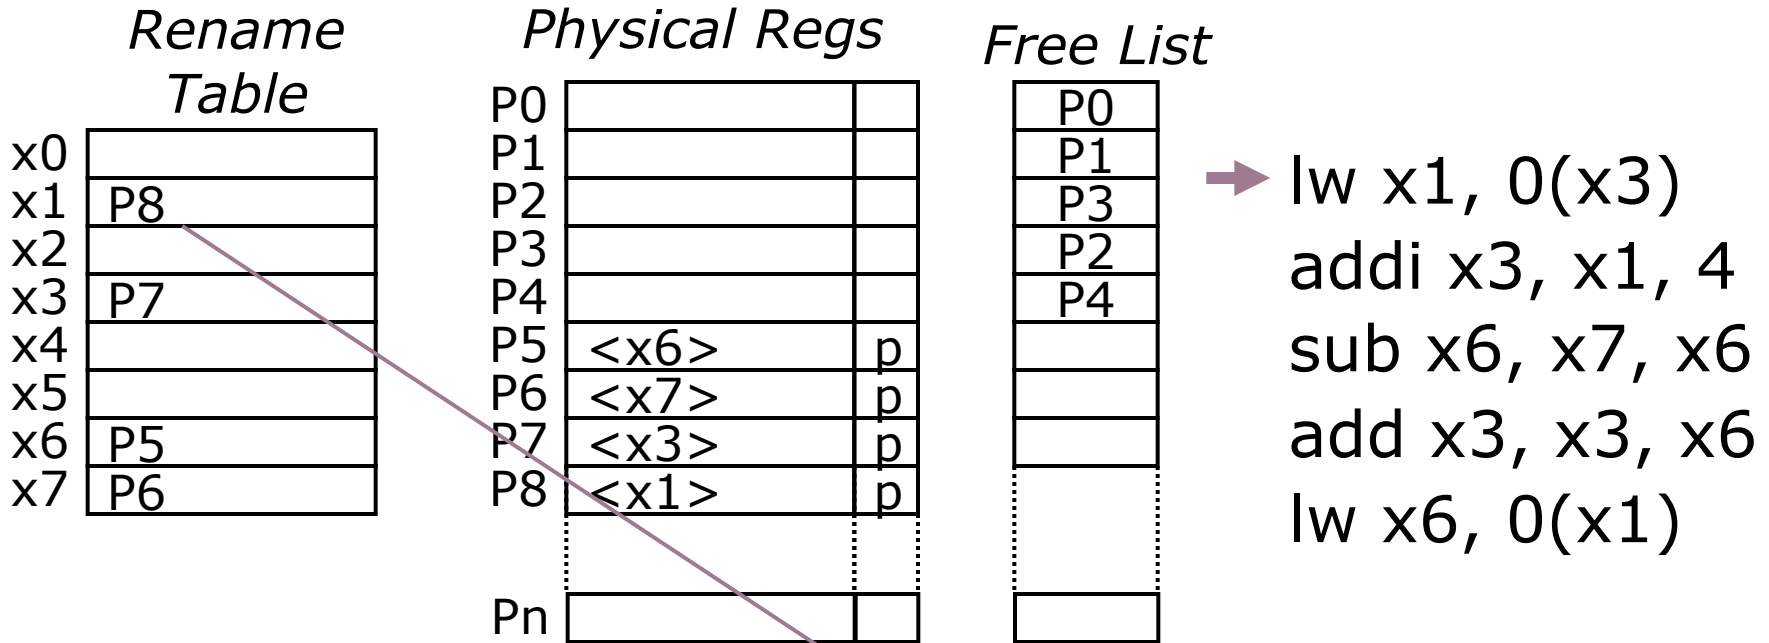 Rename
Table
x0
x1 P8
x2
x3 P7
x4
x5
x6 P5
x7 P6
Physical Regs
P0
P1
P2
P3
P4
P5 <x6> p
P6 <x7> p
P7 <x3> p
P8 <x1> p
Pn
Free List
P0
P1
P3
P2
P4
lw x1, 0(x3)
addi x3, x1, 4
sub x6, x7, x6
add x3, x3, x6
lw x6, 0(x1)